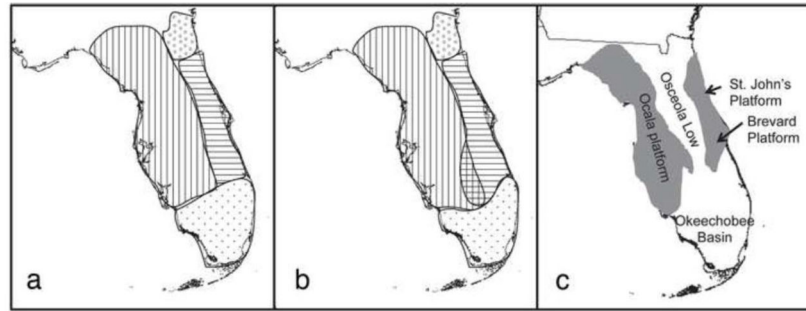 a
b
c
Ocala platform
Osceola Low
St. John's
Platform
Brevard
Platform
Okeechobee
Basin